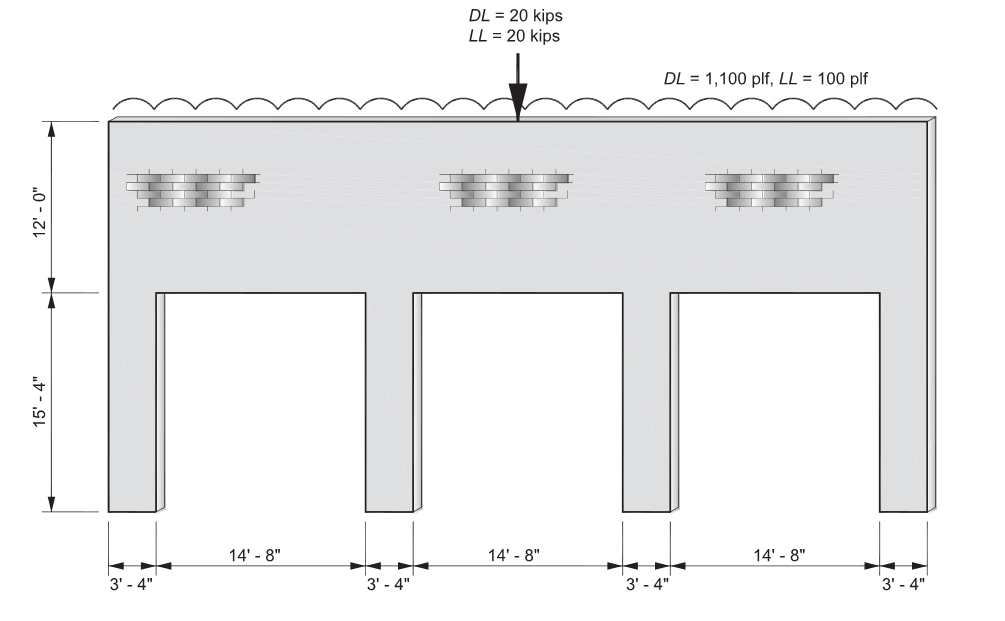 DL = 20 kips
LL = 20 kips
DL = 1,100 plf, LL = 100 plf
12' - 0"
15' - 4"
14' - 8"
14' - 8"
14' - 8"
3' - 4"
3' - 4"
3' - 4"
3' - 4"